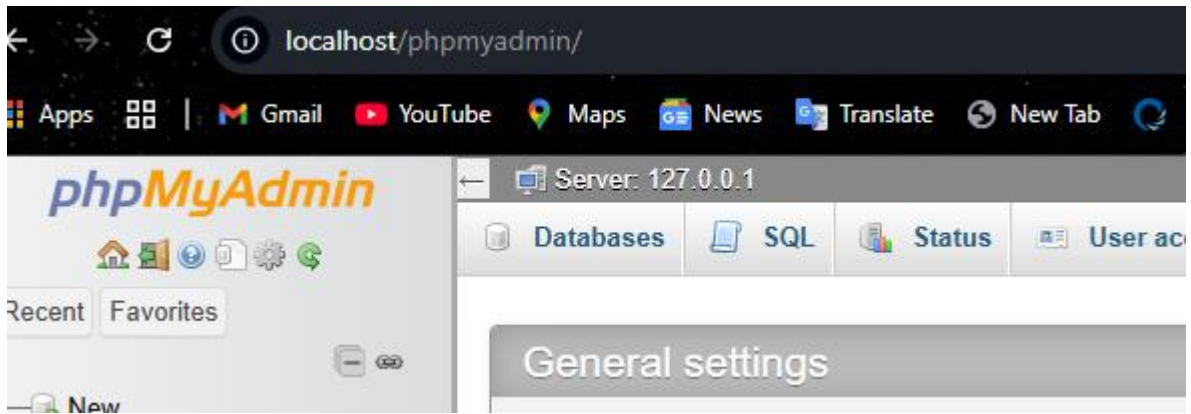 localhost/phpmyadmin/
Apps Gmail YouTube Maps News Translate New Tab
phpMyAdmin
Server: 127.0.0.1
Databases SQL Status User acc
Recent Favorites
General settings
New